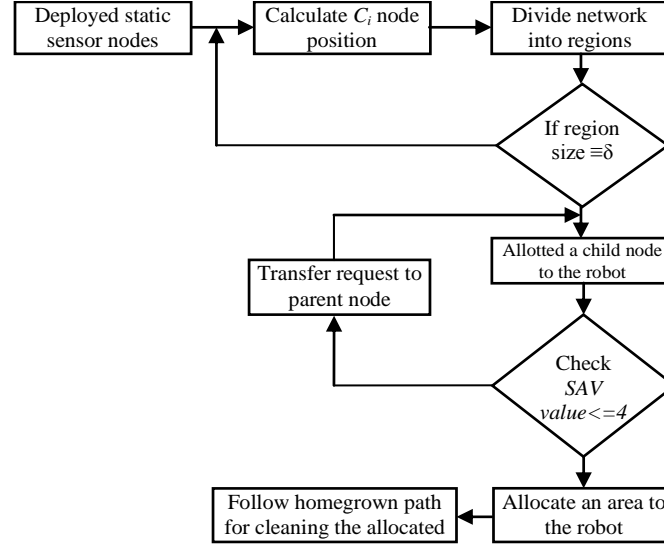 Deployed static
sensor nodes
Calculate Ci node
position
Divide network
into regions
If region
size ≡δ
Allotted a child node
to the robot
Transfer request to
parent node
Check
SAV
value<=4
Follow homegrown path
for cleaning the allocated
Allocate an area to
the robot